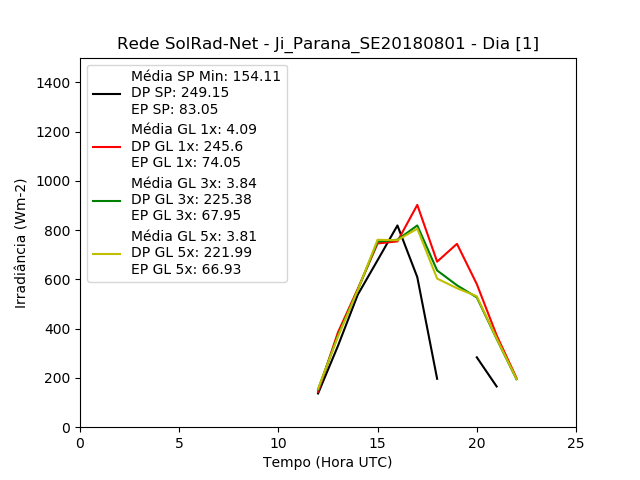 Rede SolRad-Net - Ji_Parana_SE20180801 - Dia [1]
Média SP Min: 154.11
DP SP: 249.15
EP SP: 83.05
Média GL 1x: 4.09
DP GL 1x: 245.6
EP GL 1x: 74.05
Média GL 3x: 3.84
DP GL 3x: 225.38
EP GL 3x: 67.95
Média GL 5x: 3.81
DP GL 5x: 221.99
EP GL 5x: 66.93
Irradiância (Wm-2)
1400
1200
1000
800
600
400
200
0
0 5 10 15 20 25
Tempo (Hora UTC)